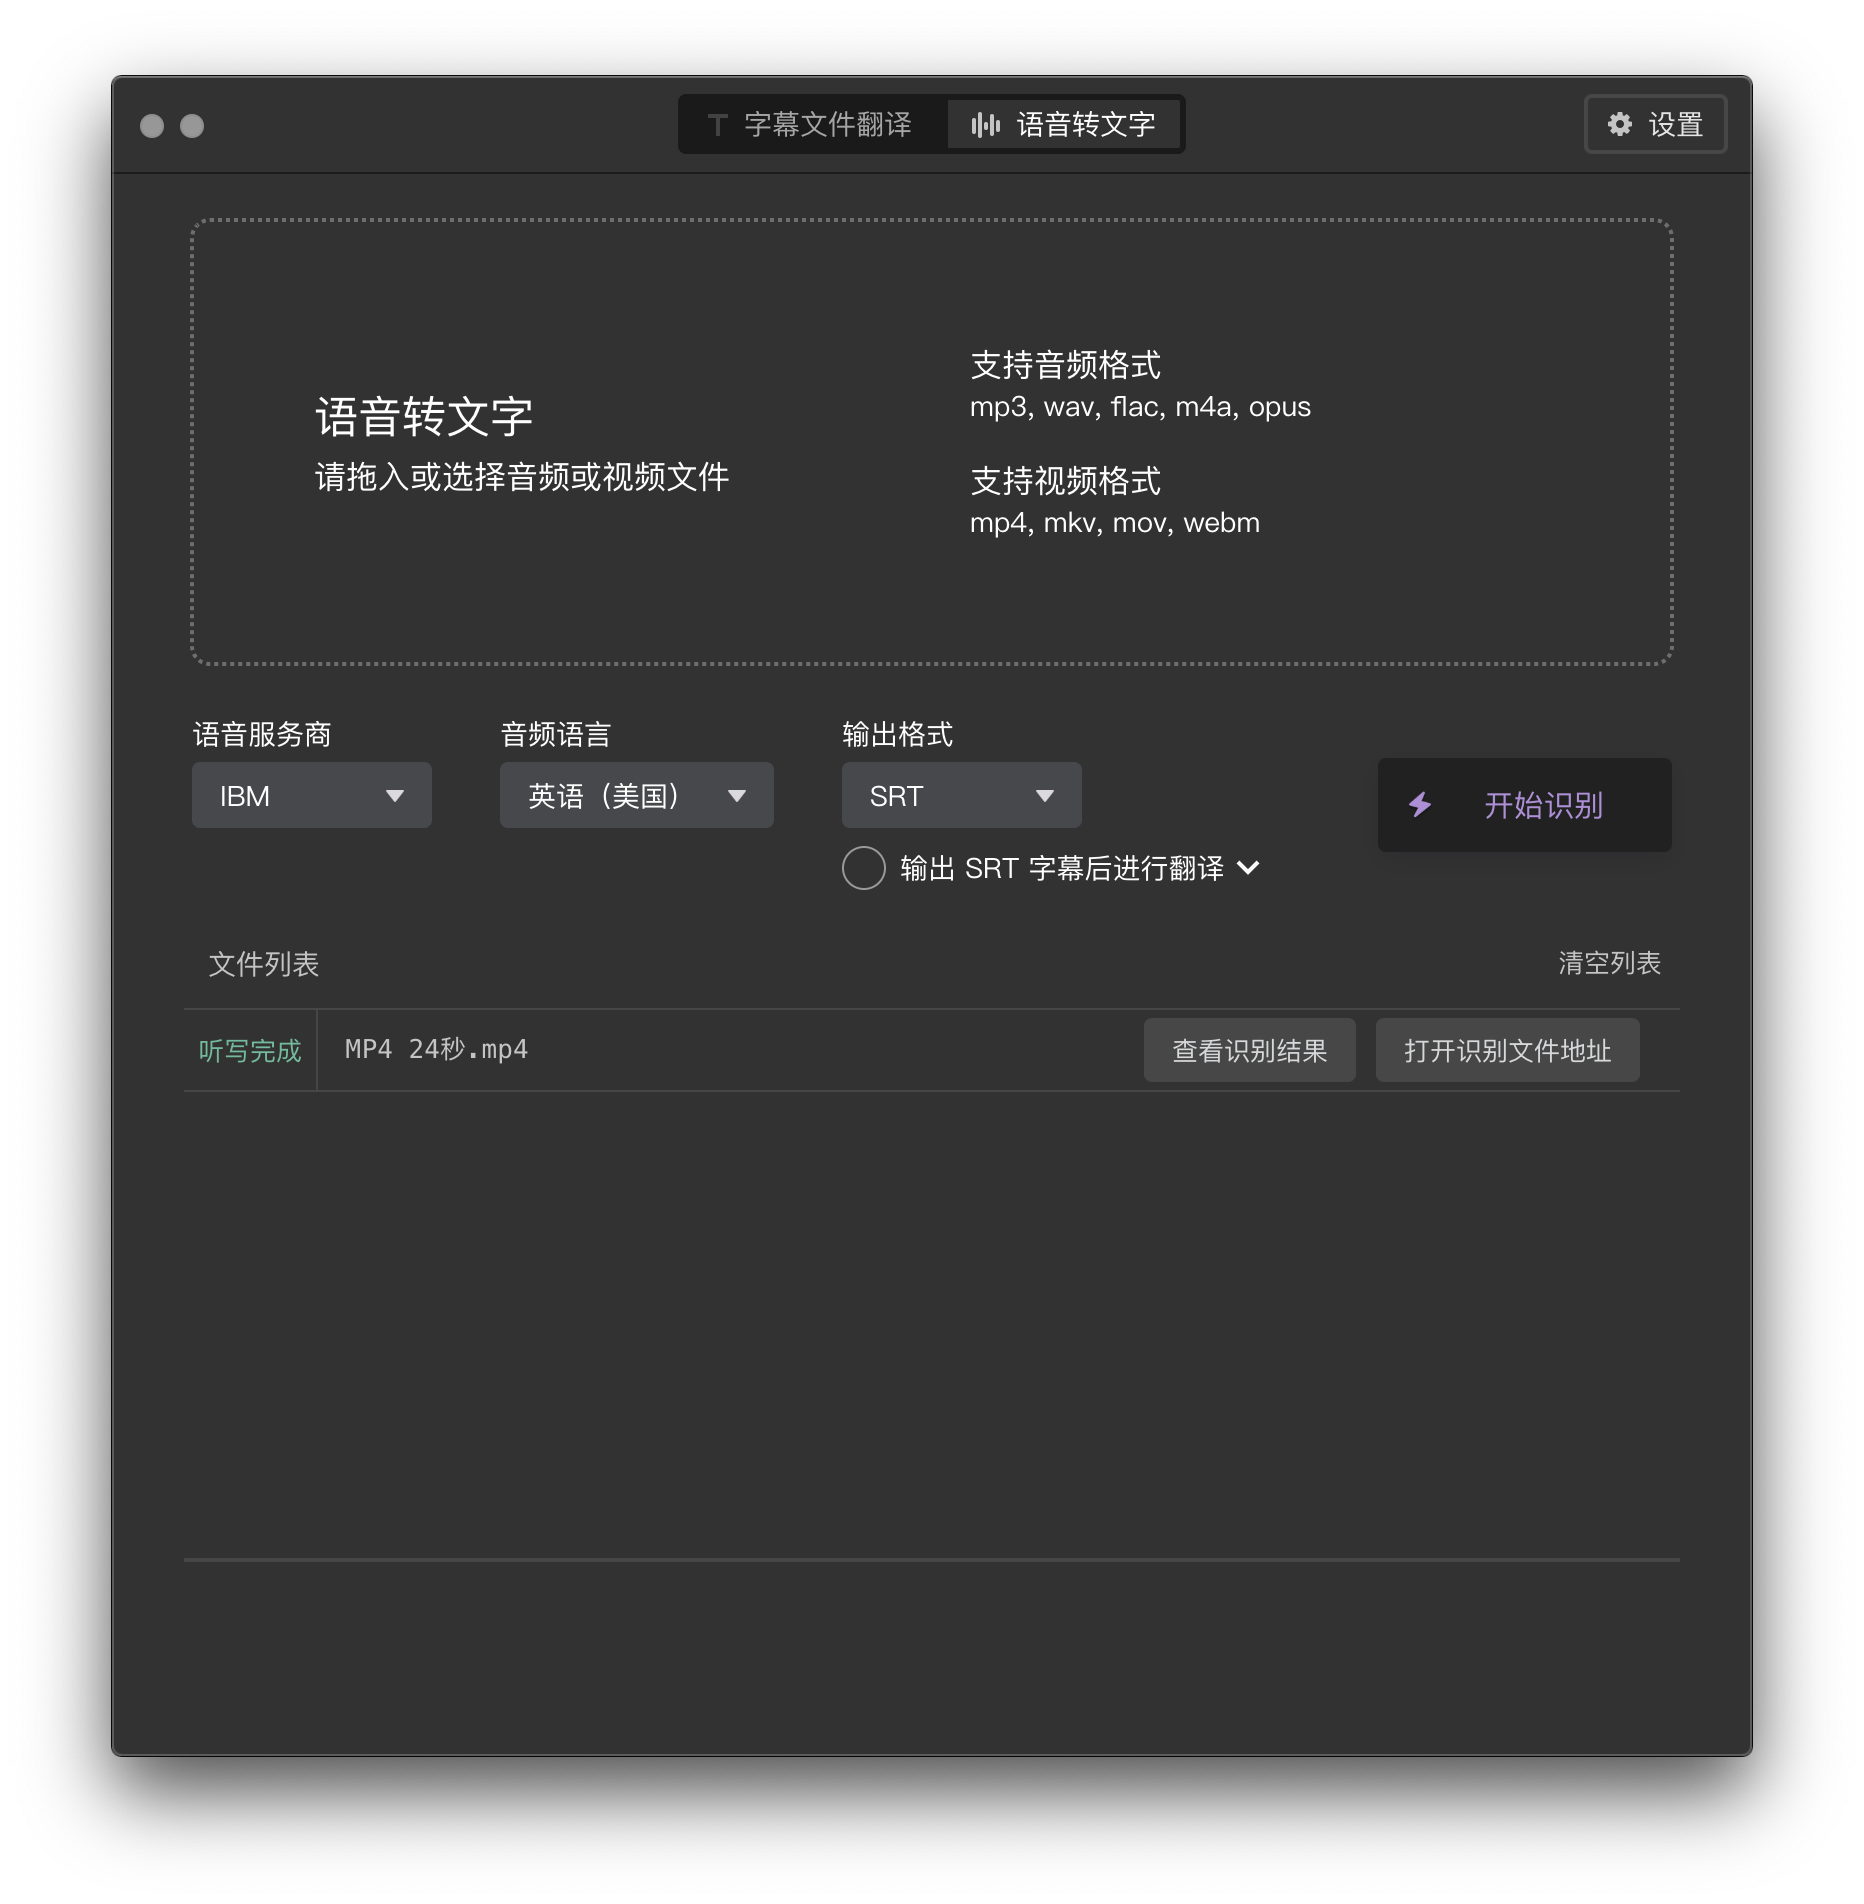 字幕文件翻译
语音转文字
设置
语音转文字
请拖入或选择音频或视频文件
支持音频格式
mp3, wav, flac, m4a, opus
支持视频格式
mp4, mkv, mov, webm
语音服务商
音频语言
输出格式
IBM
英语（美国）
SRT
开始识别
输出 SRT 字幕后进行翻译
文件列表
清空列表
听写完成
MP4 24秒.mp4
查看识别结果
打开识别文件地址